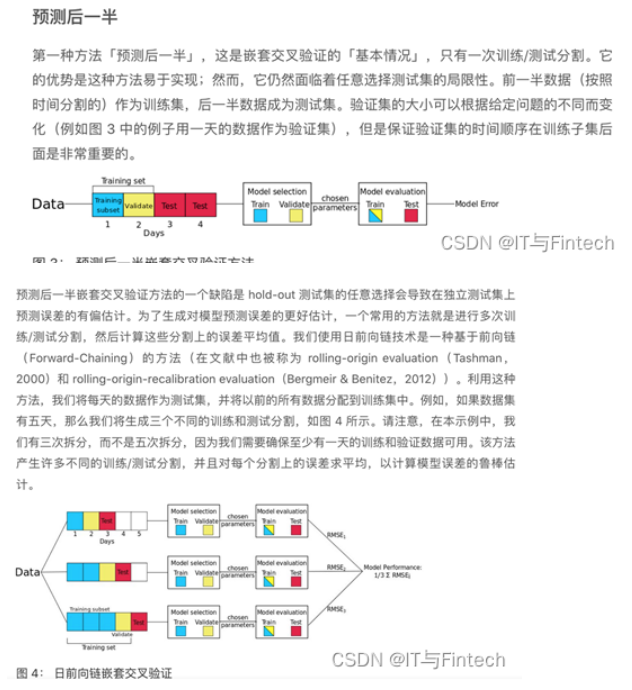 预测后一半
第一种方法「预测后一半」，这是嵌套交叉验证的「基本情况」，只有一次训练/测试分割。它
的优势是这种方法易于实现；然而，它仍然面临着任意选择测试集的局限性。前一半数据（按照
时间分割的）作为训练集，后一半数据成为测试集。验证集的大小可以根据给定问题的不同而变
化（例如图 3 中的例子用一天的数据作为验证集），但是保证验证集的时间顺序在训练子集后
面是非常重要的。
Training set
Data
Training subset
Validate
Test
Test
1 2 3 4
Days
Model selection
Train Validate
chosen parameters
Model evaluation
Train Test
Model Error
CSDN @IT与Fintech
图 3： 预测后一半嵌套交叉验证方法
预测后一半嵌套交叉验证方法的一个缺陷是 hold-out 测试集的任意选择会导致在独立测试集上
预测误差的有偏估计。为了生成对模型预测误差的更好估计，一个常用的方法就是进行多次训
练/测试分割，然后计算这些分割上的误差平均值。我们使用日前向链技术是一种基于前向链
（Forward-Chaining）的方法（在文献中也被称为 rolling-origin evaluation（Tashman，
2000）和 rolling-origin-recalibration evaluation（Bergmeir & Benitez，2012））。利用这种
方法，我们将每天的数据作为测试集，并将以前的所有数据分配到训练集中。例如，如果数据集
有五天，那么我们将生成三个不同的训练和测试分割，如图 4 所示。请注意，在本示例中，我
们有三次拆分，而不是五次拆分，因为我们需要确保至少有一天的训练和验证数据可用。该方法
产生许多不同的训练/测试分割，并且对每个分割上的误差求平均，以计算模型误差的鲁棒估
计。
Test
1 2 3 4 5
Days
Model selection
Train Validate
chosen parameters
Model evaluation
Train Test
RMSE₁
Data
Test
Model selection
Train Validate
chosen parameters
Model evaluation
Train Test
RMSE₂
Model Performance:
1/3 Σ RMSEᵢ
Training subset
Test
Validate
Training set
Model selection
Train Validate
chosen parameters
Model evaluation
Train Test
RMSE₃
CSDN @IT与Fintech
图 4： 日前向链嵌套交叉验证